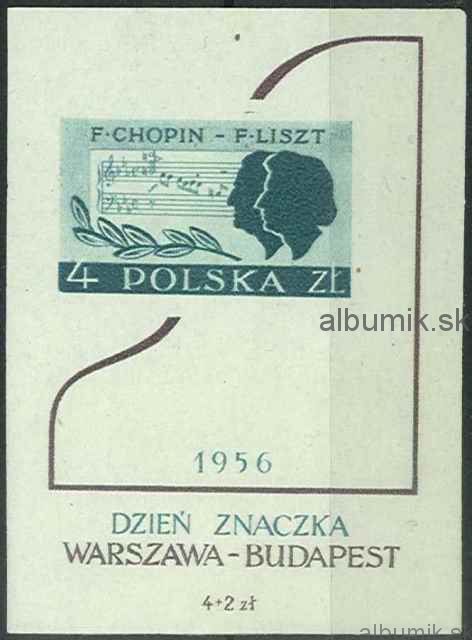 F·CHOPIN - F·LISZT
4 POLSKA ZŁ
albumik.sk
1956
DZIEŃ ZNACZKA
WARSZAWA-BUDAPEST
4+2 zł
albumik.sk